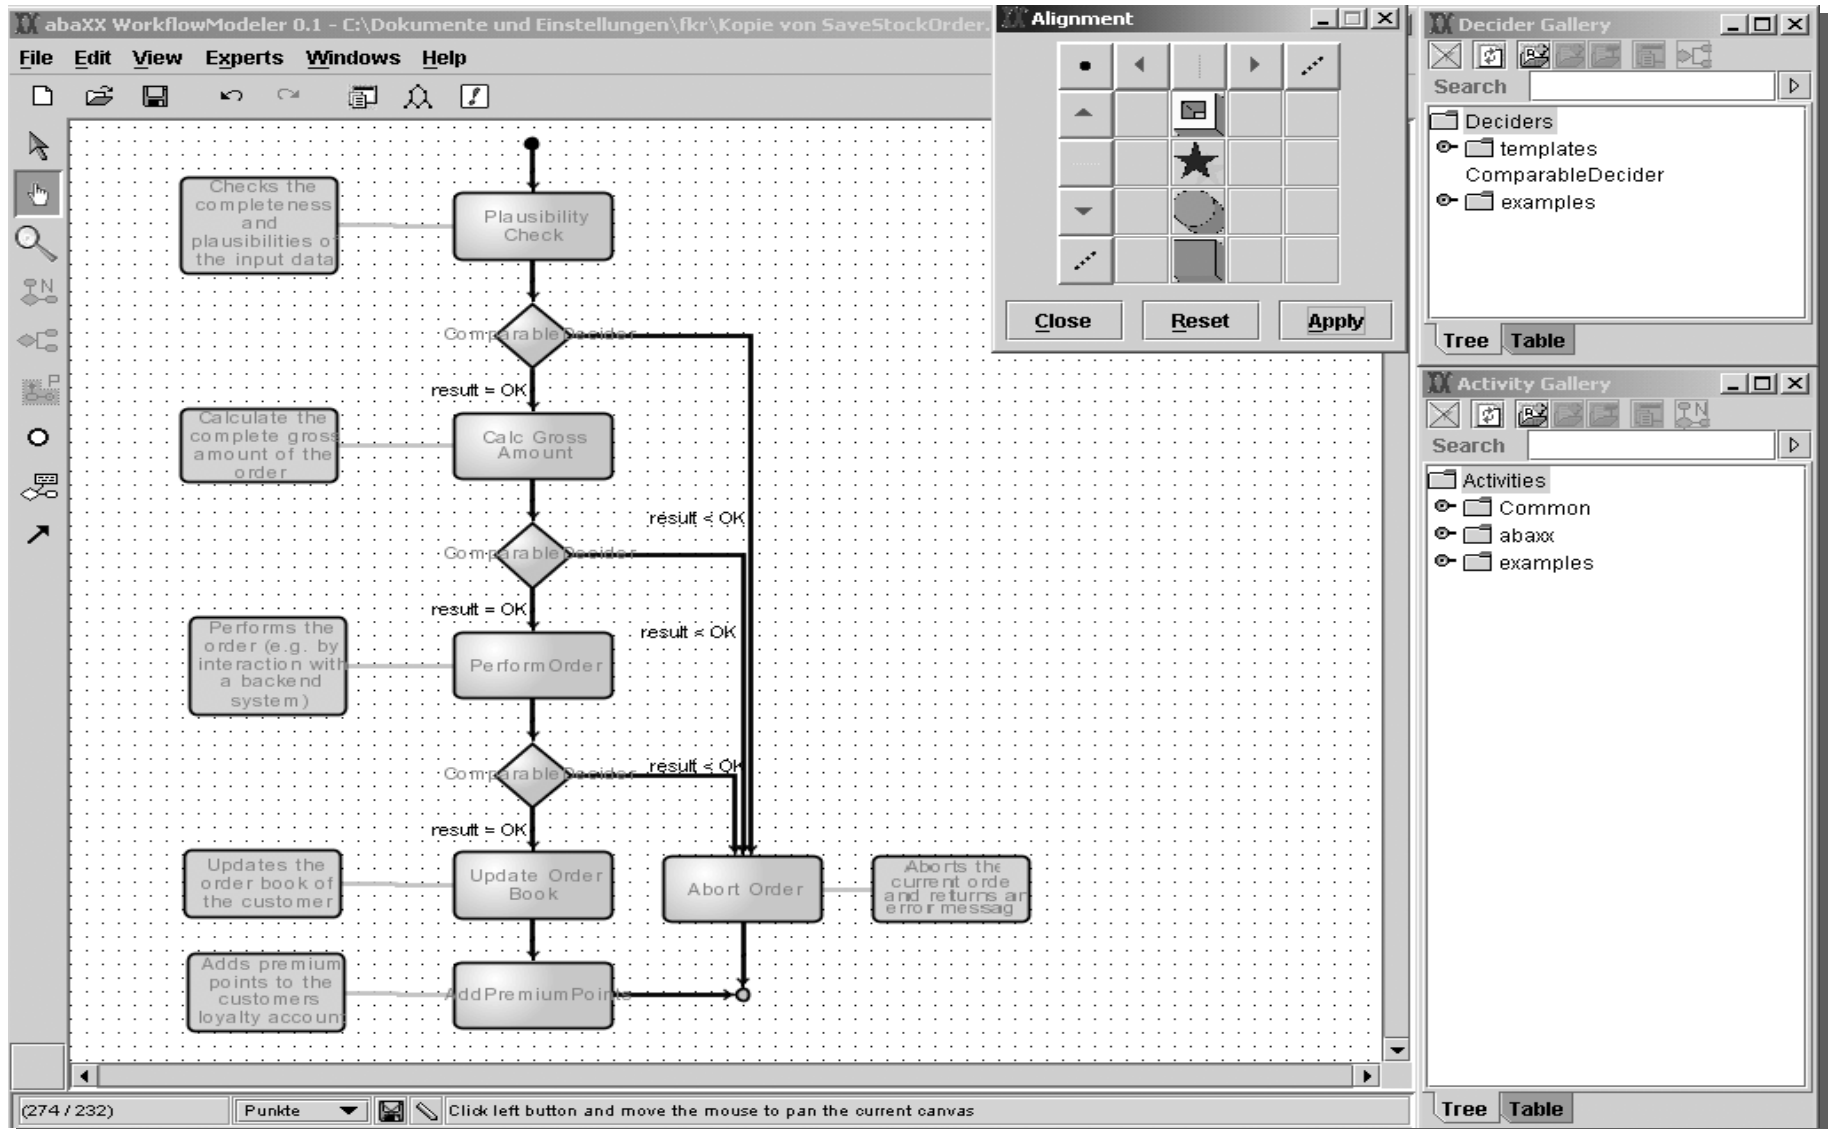 abaXX WorkflowModeler 0.1 - C:\Dokumente und Einstellungen\fkr\Kopie von SaveStockOrder.
File Edit View Experts Windows Help
Checks the
completeness
and
plausibilities of
the input data
Plausibility
Check
ComparableDecider
result = OK
Calculate the
complete gross
amount of the
order
Calc Gross
Amount
result < OK
ComparableDecider
result = OK
result < OK
Performs the
order (e.g. by
interaction with
a backend
system)
PerformOrder
ComparableDecider
result < OK
result = OK
Updates the
order book of
the customer
Update Order
Book
Abort Order
Aborts the
current orde
and returns an
error messag
Adds premium
points to the
customers
loyalty account
AddPremiumPoints
(274 / 232)
Punkte
Click left button and move the mouse to pan the current canvas
Alignment
Close
Reset
Apply
Decider Gallery
Search
Deciders
templates
ComparableDecider
examples
Tree Table
Activity Gallery
Search
Activities
Common
abaxx
examples
Tree Table